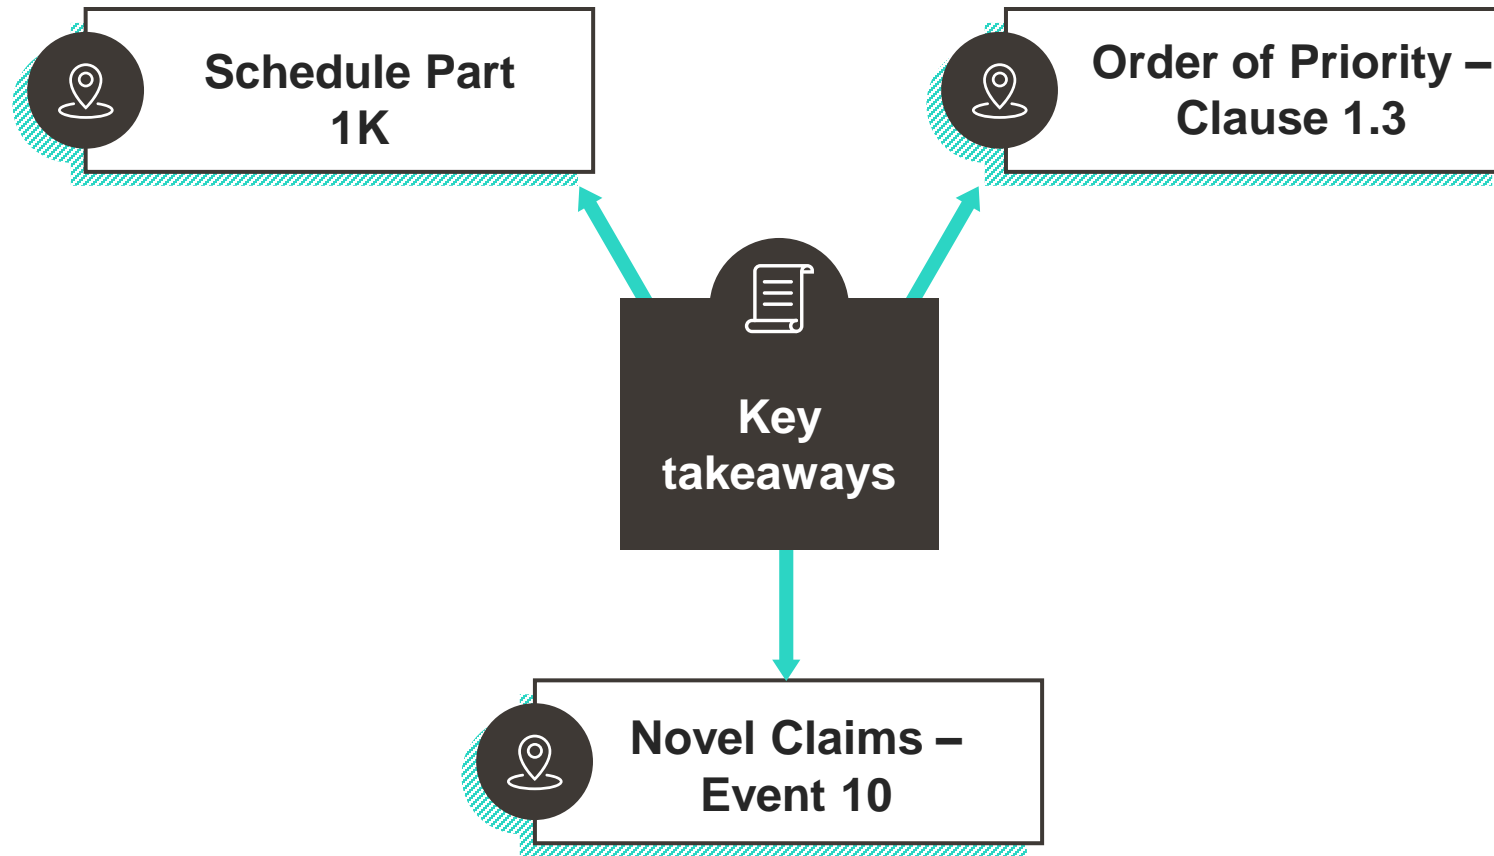 Schedule Part
1K
Order of Priority –
Clause 1.3
Key
takeaways
Novel Claims –
Event 10